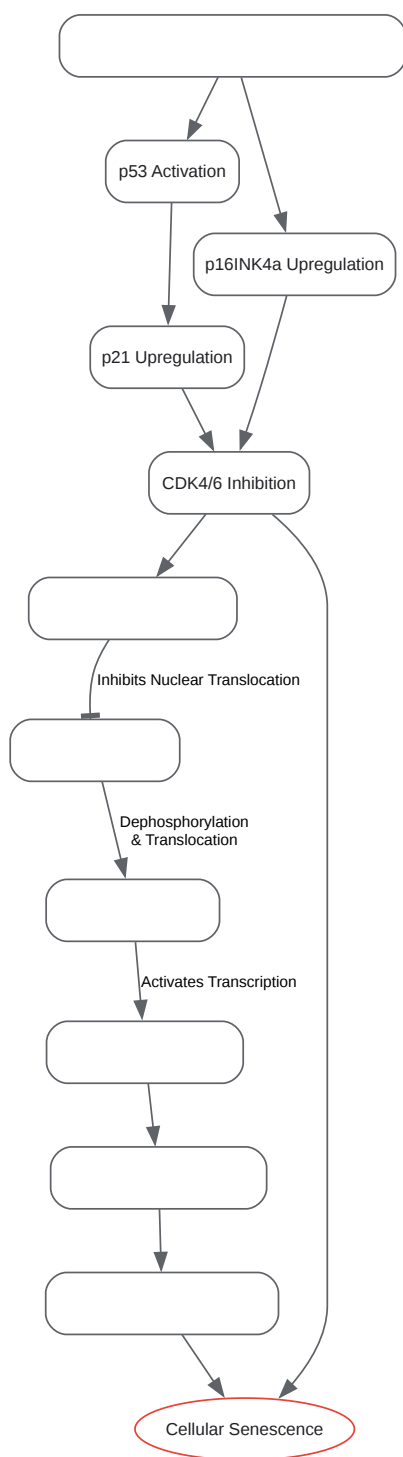 p53 Activation
p16INK4a Upregulation
p21 Upregulation
CDK4/6 Inhibition
Inhibits Nuclear Translocation
Dephosphorylation
& Translocation
Activates Transcription
Cellular Senescence